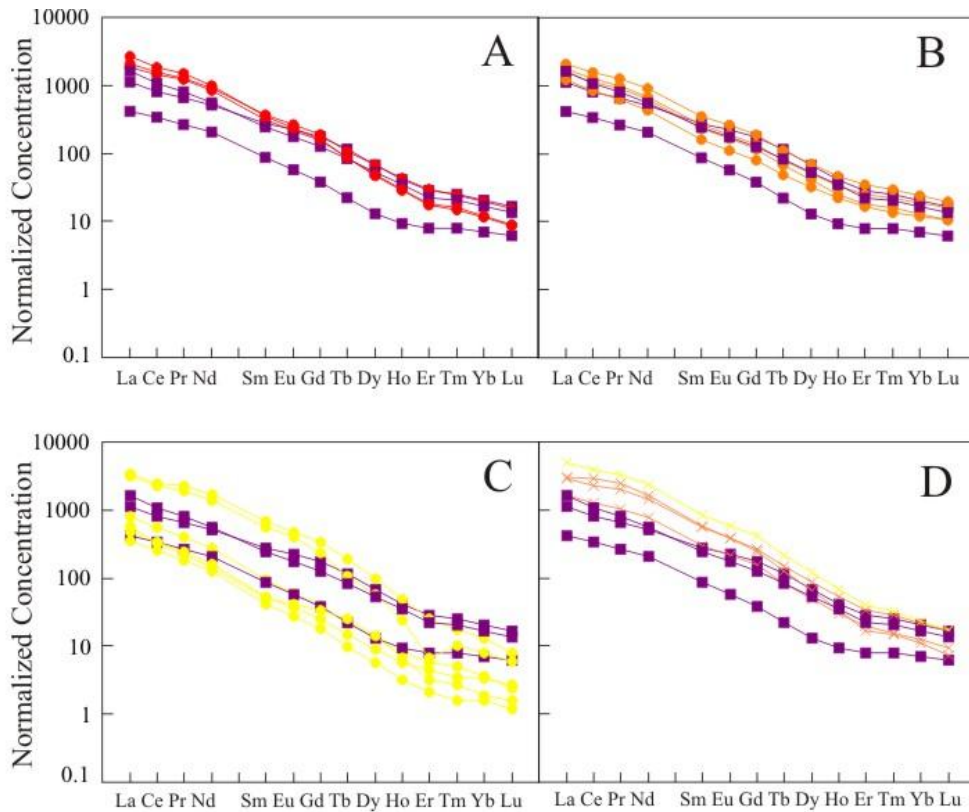 10000
1000
100
10
1
0.1
Normalized Concentration
A
B
La Ce Pr Nd Sm Eu Gd Tb Dy Ho Er Tm Yb Lu
La Ce Pr Nd Sm Eu Gd Tb Dy Ho Er Tm Yb Lu
10000
1000
100
10
1
0.1
Normalized Concentration
C
D
La Ce Pr Nd Sm Eu Gd Tb Dy Ho Er Tm Yb Lu
La Ce Pr Nd Sm Eu Gd Tb Dy Ho Er Tm Yb Lu